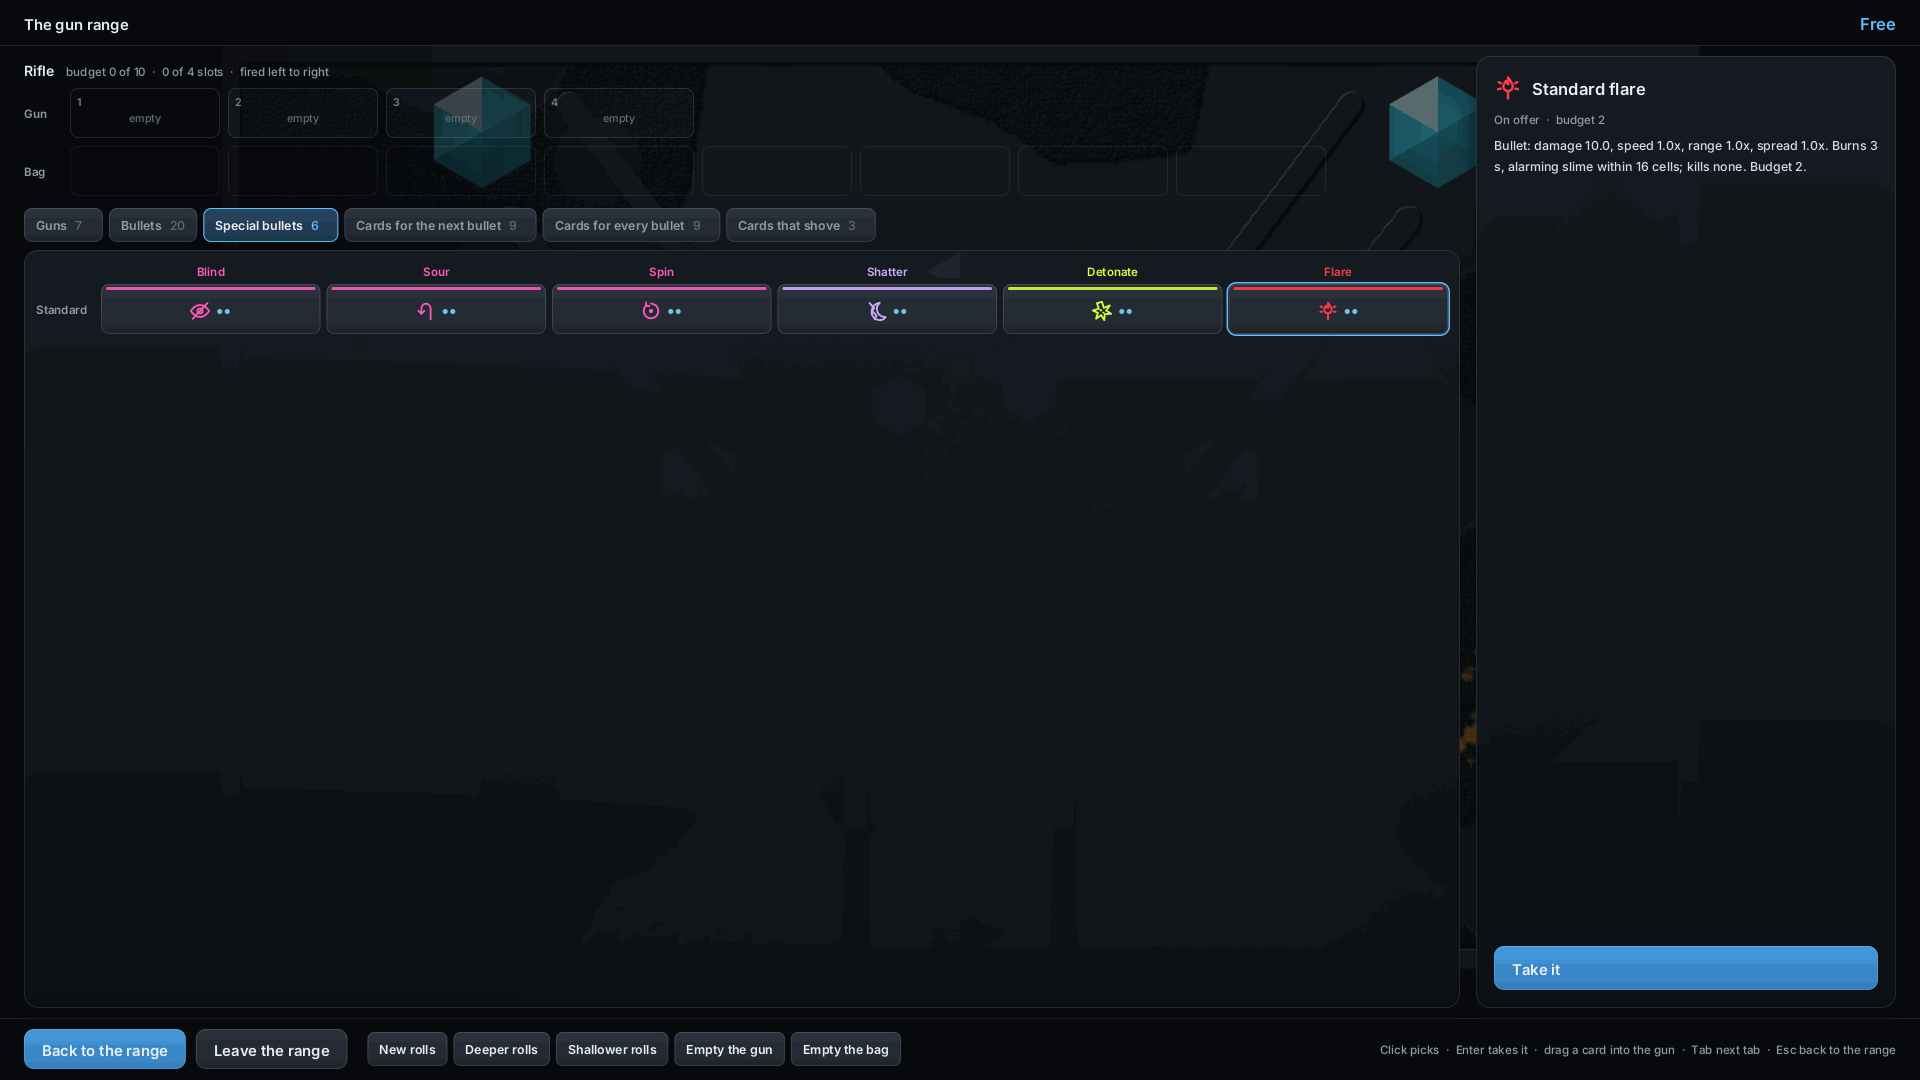 The gun range
Free
Rifle budget 0 of 10 · 0 of 4 slots · fired left to right
Gun
1 empty
2 empty
3 empty
4 empty
Bag
Guns 7
Bullets 20
Special bullets 6
Cards for the next bullet 9
Cards for every bullet 9
Cards that shove 3
Blind
Sour
Spin
Shatter
Detonate
Flare
Standard
Standard flare
On offer · budget 2
Bullet: damage 10.0, speed 1.0x, range 1.0x, spread 1.0x. Burns 3
s, alarming slime within 16 cells; kills none. Budget 2.
Take it
Back to the range
Leave the range
New rolls
Deeper rolls
Shallower rolls
Empty the gun
Empty the bag
Click picks · Enter takes it · drag a card into the gun · Tab next tab · Esc back to the range